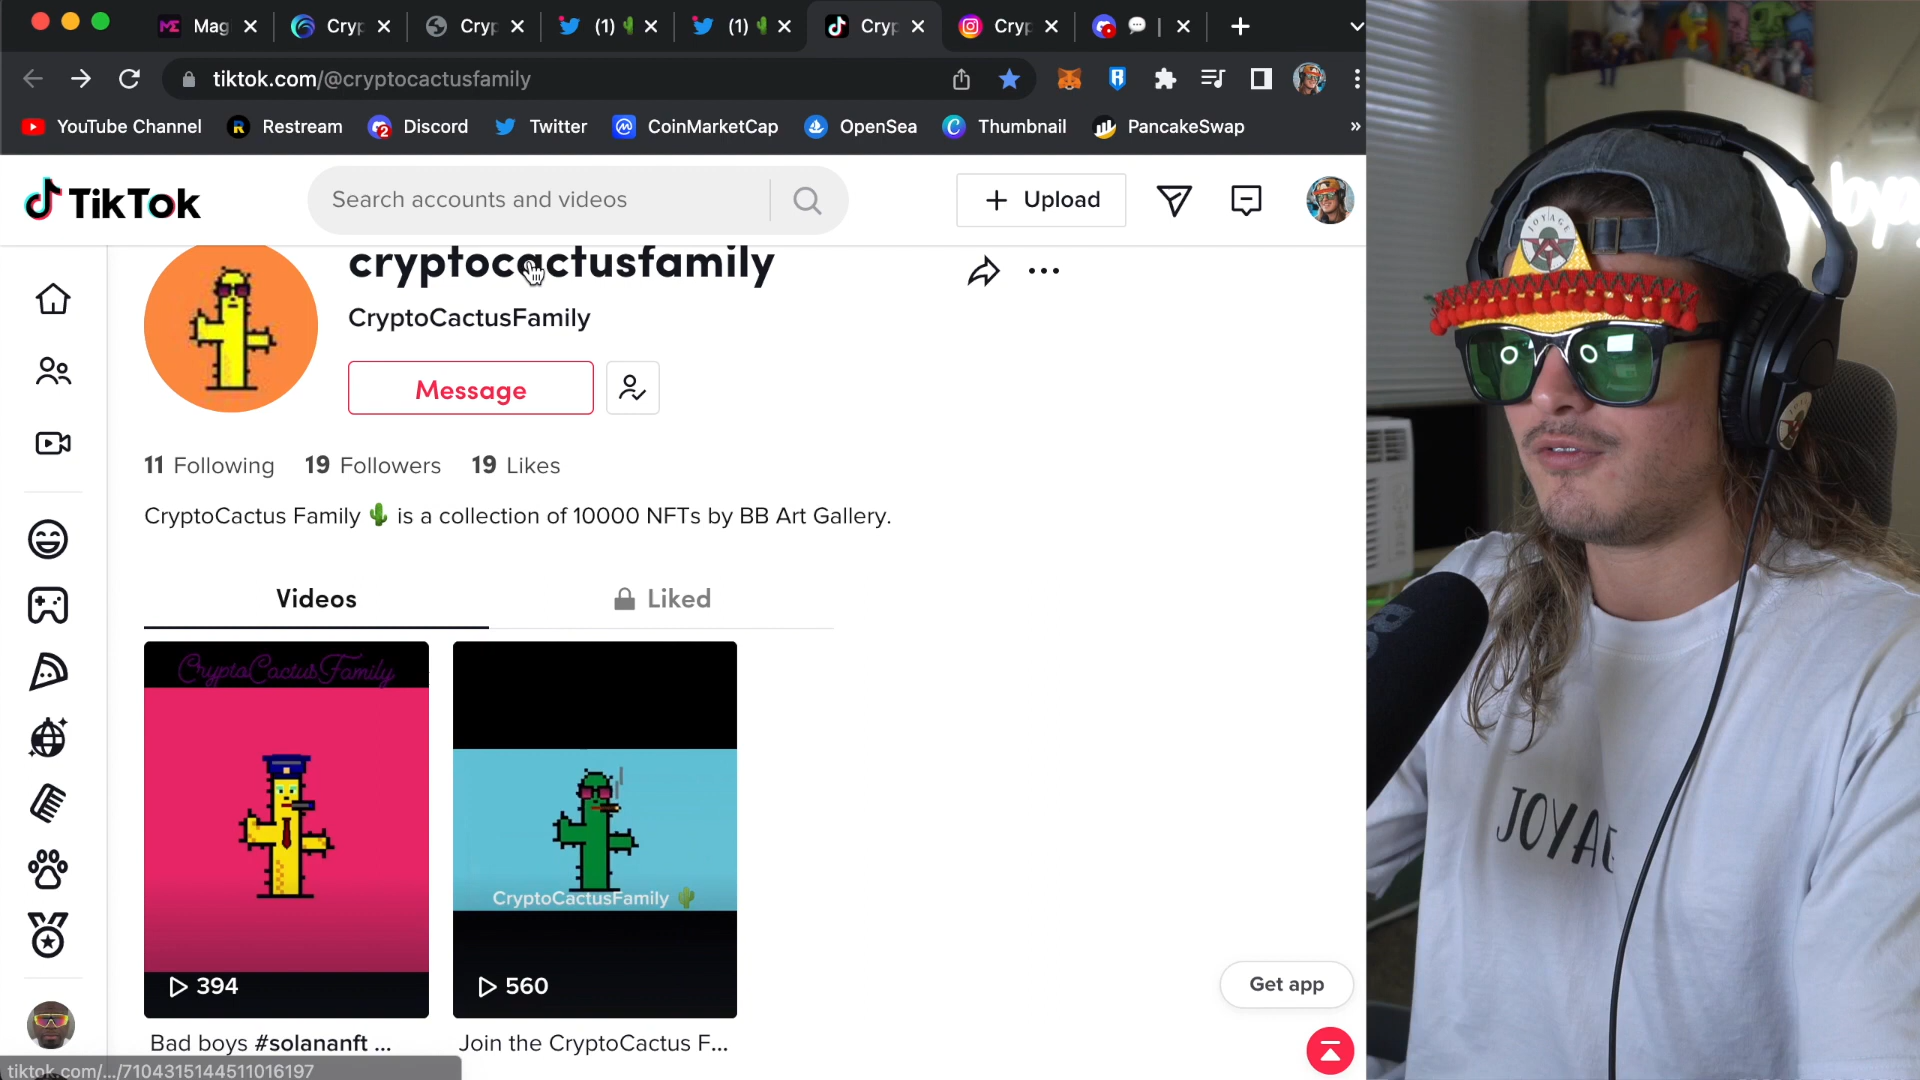 Mag
Cryp
Cryp
(1)
(1)
Cryp
Cryp
tiktok.com/@cryptocactusfamily
YouTube Channel
Restream
2
Discord
Twitter
CoinMarketCap
OpenSea
Thumbnail
PancakeSwap
»
TikTok
Search accounts and videos
+ Upload
cryptocactusfamily
CryptoCactusFamily
Message
11 Following 19 Followers 19 Likes
CryptoCactus Family 🌵 is a collection of 10000 NFTs by BB Art Gallery.
Videos
Liked
CryptoCactusFamily
CryptoCactusFamily 🌵
394
560
Bad boys #solananft ...
Join the CryptoCactus F...
Get app
tiktok.com/.../7104315144511016197
JOYAGE